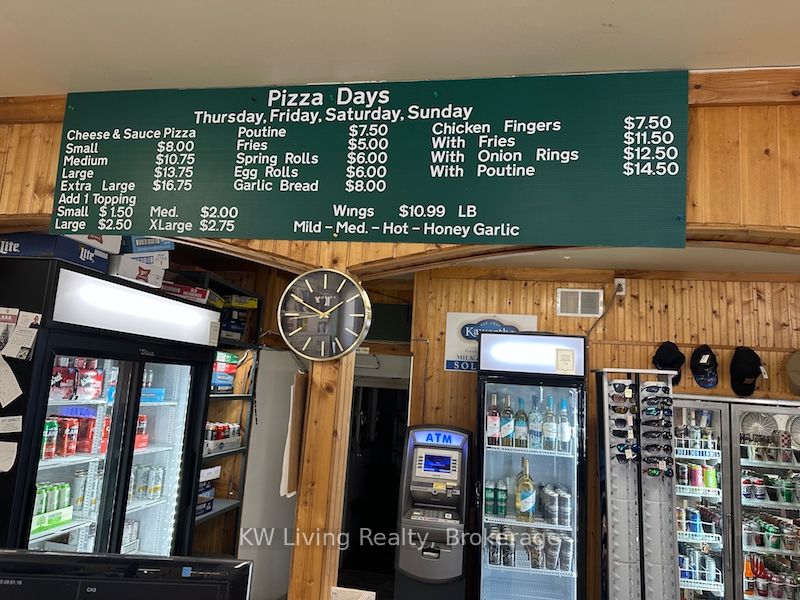 Pizza Days
Thursday, Friday, Saturday, Sunday
Cheese & Sauce Pizza
Small $8.00
Medium $10.75
Large $13.75
Extra Large $16.75
Add 1 Topping
Small $1.50 Med. $2.00
Large $2.50 XLarge $2.75
Poutine $7.50
Fries $5.00
Spring Rolls $6.00
Egg Rolls $6.00
Garlic Bread $8.00
Chicken Fingers $7.50
With Fries $11.50
With Onion Rings $12.50
With Poutine $14.50
Wings $10.99 LB
Mild – Med. – Hot – Honey Garlic
Lite
Lite
Kawartha
MILK
SOL
ATM
KW Living Realty, Brokerage
CH3